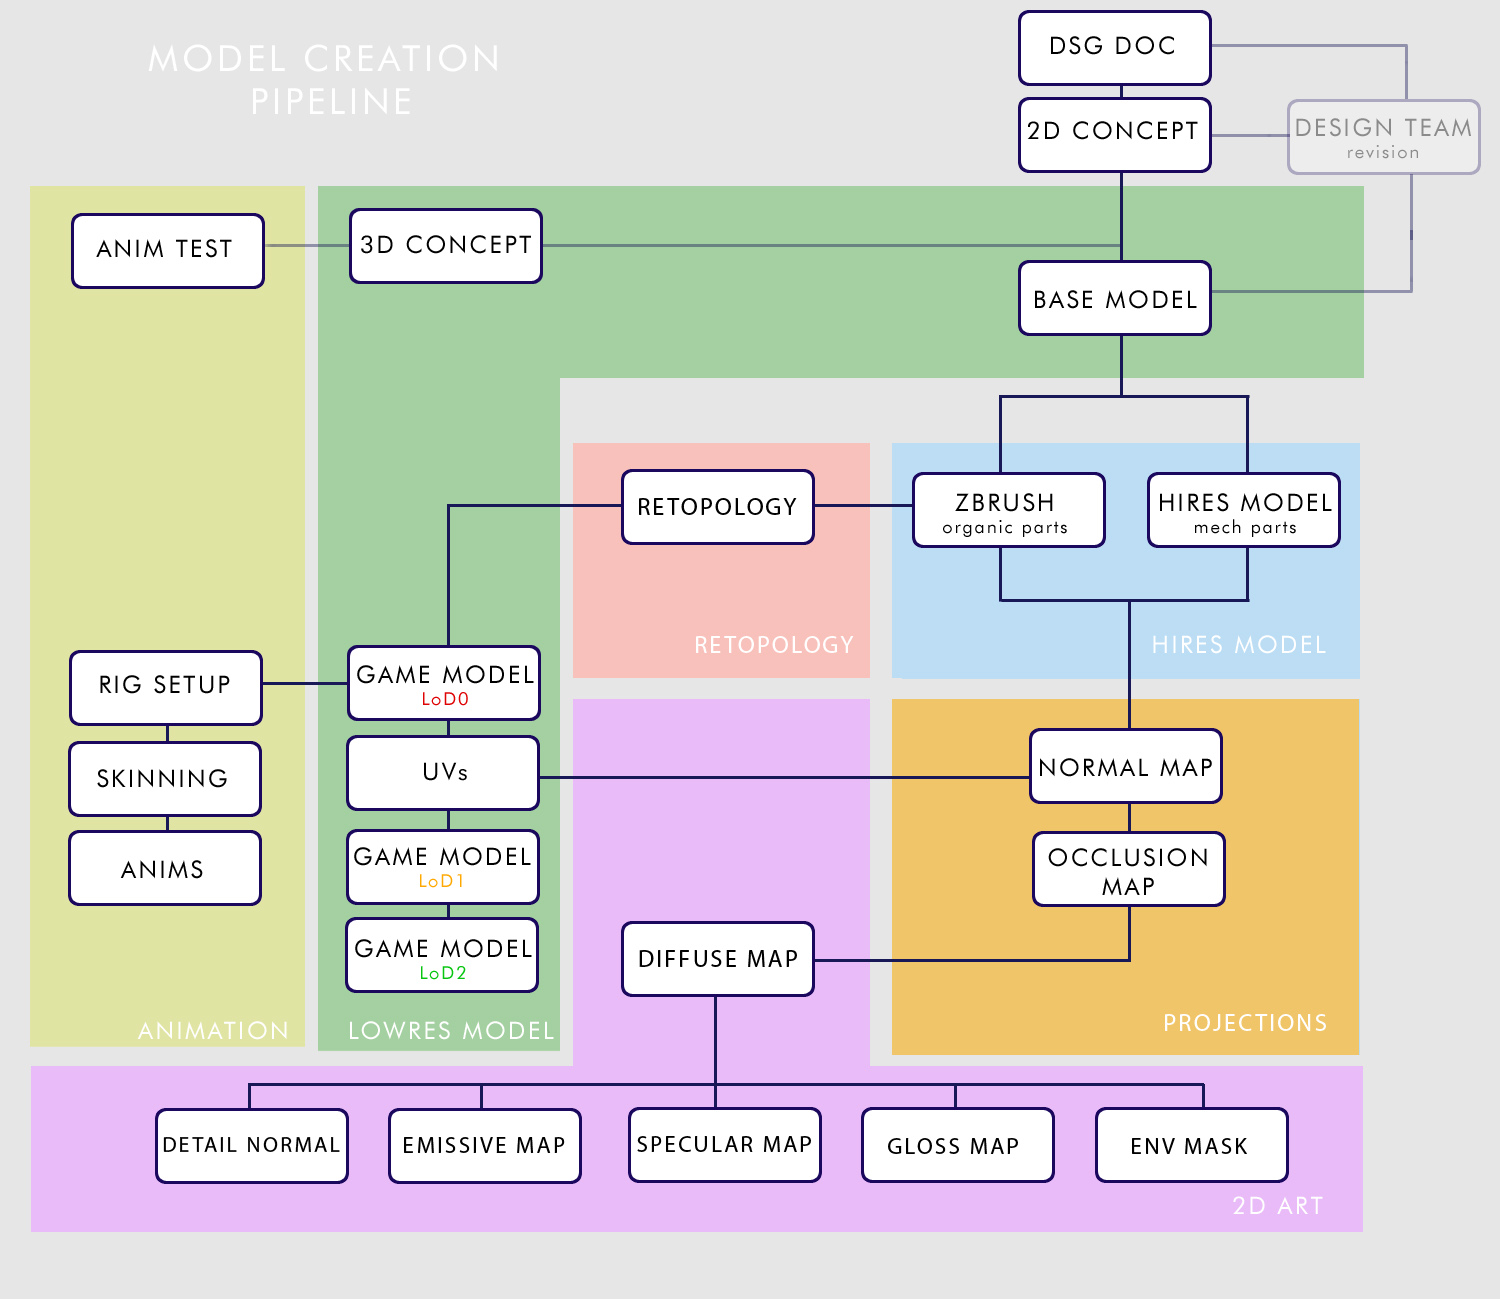 MODEL CREATION
PIPELINE
DSG DOC
2D CONCEPT
DESIGN TEAM
revision
ANIM TEST
3D CONCEPT
BASE MODEL
RETOPOLOGY
ZBRUSH
organic parts
HIRES MODEL
mech parts
RETOPOLOGY
HIRES MODEL
RIG SETUP
GAME MODEL
LoD0
SKINNING
UVs
NORMAL MAP
ANIMS
GAME MODEL
LoD1
OCCLUSION
MAP
GAME MODEL
LoD2
DIFFUSE MAP
ANIMATION
LOWRES MODEL
PROJECTIONS
DETAIL NORMAL
EMISSIVE MAP
SPECULAR MAP
GLOSS MAP
ENV MASK
2D ART